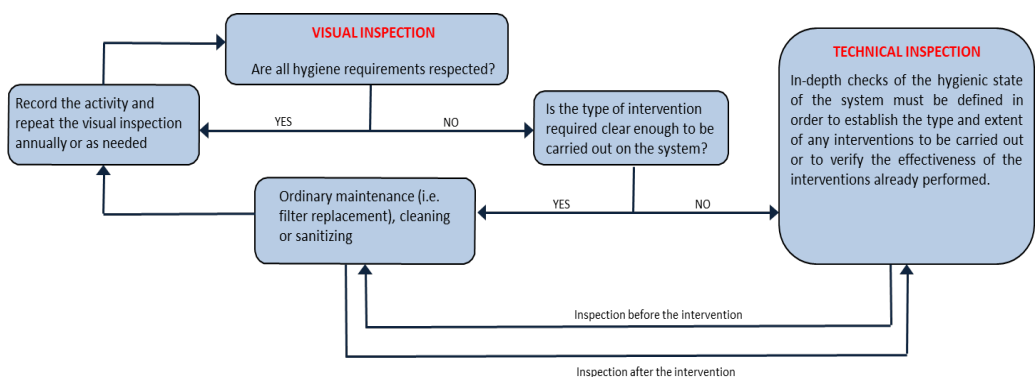 VISUAL INSPECTION
Are all hygiene requirements respected?
TECHNICAL INSPECTION
In-depth checks of the hygienic state
of the system must be defined in
order to establish the type and extent
of any interventions to be carried out
or to verify the effectiveness of the
interventions already performed.
Record the activity and
repeat the visual inspection
annually or as needed
YES
NO
Is the type of intervention
required clear enough to be
carried out on the system?
Ordinary maintenance (i.e.
filter replacement), cleaning
or sanitizing
YES
NO
Inspection before the intervention
Inspection after the intervention